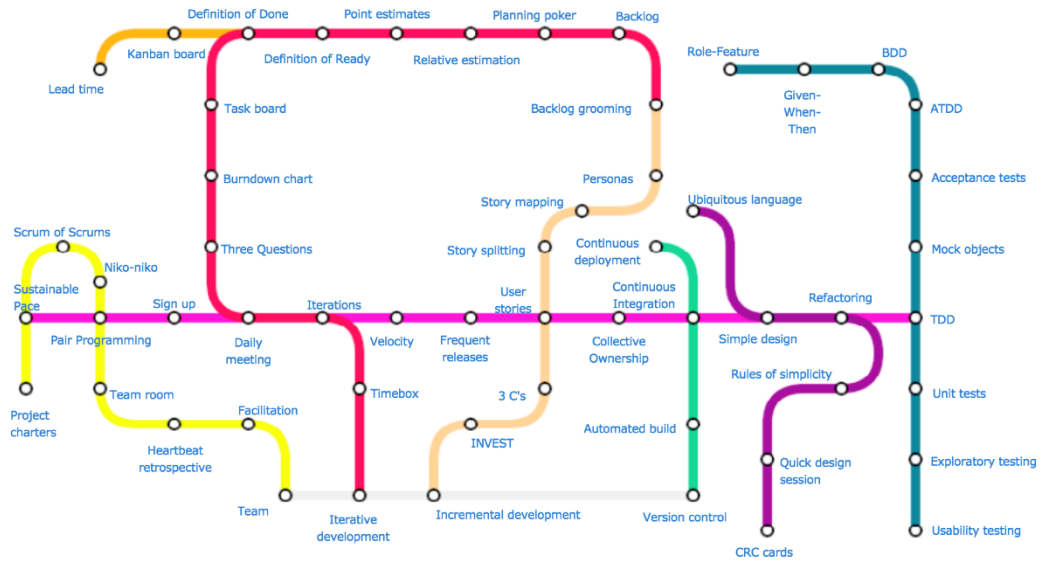 Definition of Done
Point estimates
Planning poker
Backlog
Kanban board
Definition of Ready
Relative estimation
Role-Feature
BDD
Lead time
Task board
Backlog grooming
Given-
When-
Then
ATDD
Burndown chart
Personas
Acceptance tests
Story mapping
Ubiquitous language
Scrum of Scrums
Three Questions
Story splitting
Continuous
deployment
Mock objects
Niko-niko
Sustainable
Pace
Sign up
Iterations
User
stories
Continuous
Integration
Refactoring
Pair Programming
Daily
meeting
Velocity
Frequent
releases
Collective
Ownership
Simple design
TDD
Rules of simplicity
Project
charters
Team room
Timebox
3 C's
Unit tests
Facilitation
Heartbeat
retrospective
INVEST
Automated build
Quick design
session
Exploratory testing
Team
Iterative
development
Incremental development
Version control
CRC cards
Usability testing